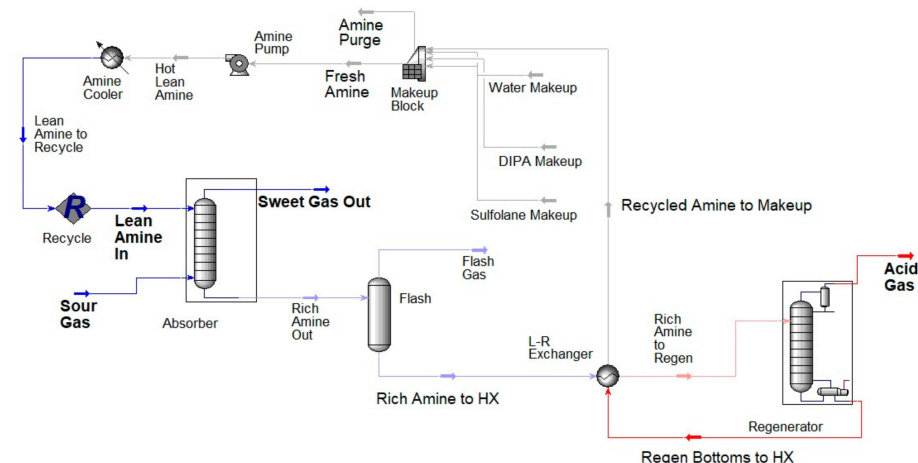 Amine
Purge
Amine
Pump
Fresh
Amine
Makeup
Block
Water Makeup
DIPA Makeup
Sulfolane Makeup
Amine
Cooler
Hot
Lean
Amine
Lean
Amine to
Recycle
R
Recycle
Lean
Amine
In
Sweet Gas Out
Sour
Gas
Absorber
Rich
Amine
Out
Flash
Gas
Flash
Rich Amine to HX
Recycled Amine to Makeup
L-R
Exchanger
Rich
Amine
to
Regen
Acid
Gas
Regenerator
Regen Bottoms to HX